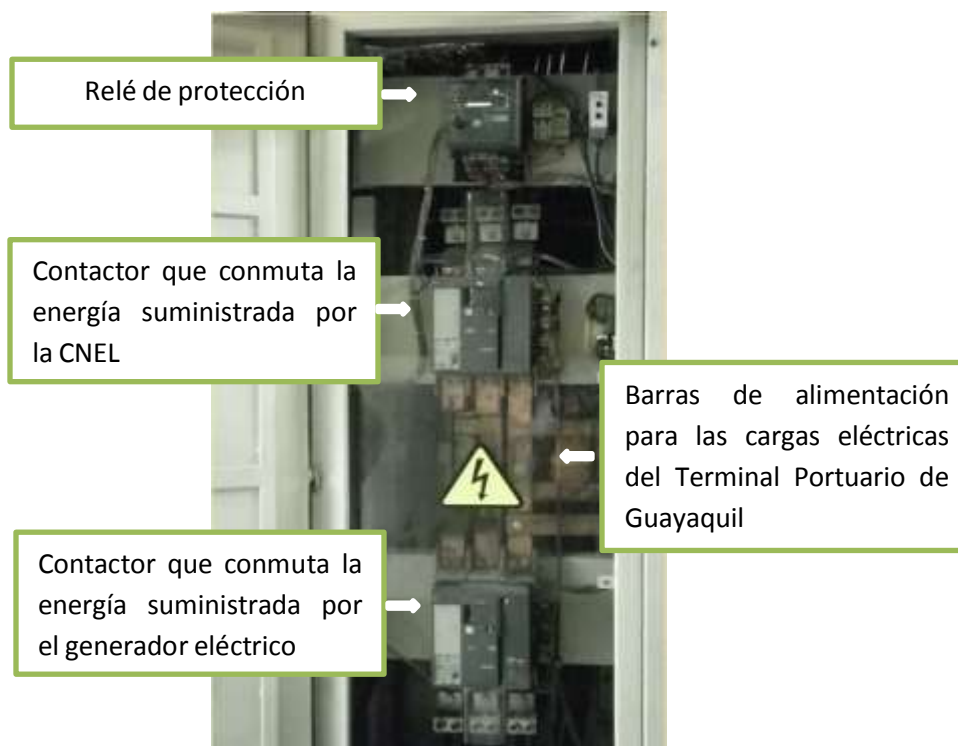 Relé de protección
Contactor que conmuta la
energía suministrada por
la CNEL
Barras de alimentación
para las cargas eléctricas
del Terminal Portuario de
Guayaquil
Contactor que conmuta la
energía suministrada por
el generador eléctrico